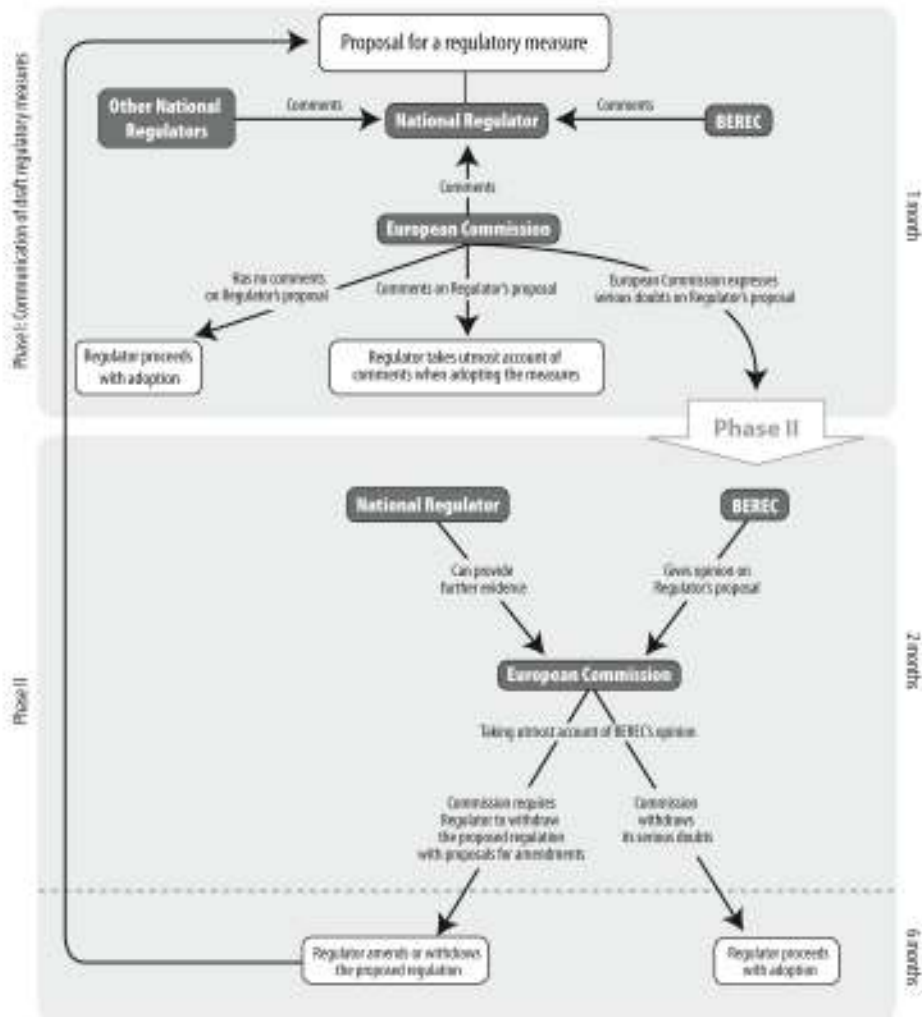 Proposal for a regulatory measure
Other National
Regulators
Comments
National Regulator
Comments
BEREC
Comments
European Commission
Has no comments
on Regulator's proposal
Comments on Regulator's proposal
European Commission expresses
serious doubts on Regulator's proposal
Regulator proceeds
with adoption
Regulator takes utmost account of
comments when adopting the measures
Phase I: Communication of draft regulatory measures
1 month
Phase II
National Regulator
BEREC
Can provide
further evidence
Gives opinion on
Regulator's proposal
European Commission
Taking utmost account of BEREC's opinion
Commission requires
Regulator to withdraw
the proposed regulation
with proposals for amendments
Commission
withdraws
its serious doubts
Phase II
2 months
Regulator amends or withdraws
the proposed regulation
Regulator proceeds
with adoption
6 months